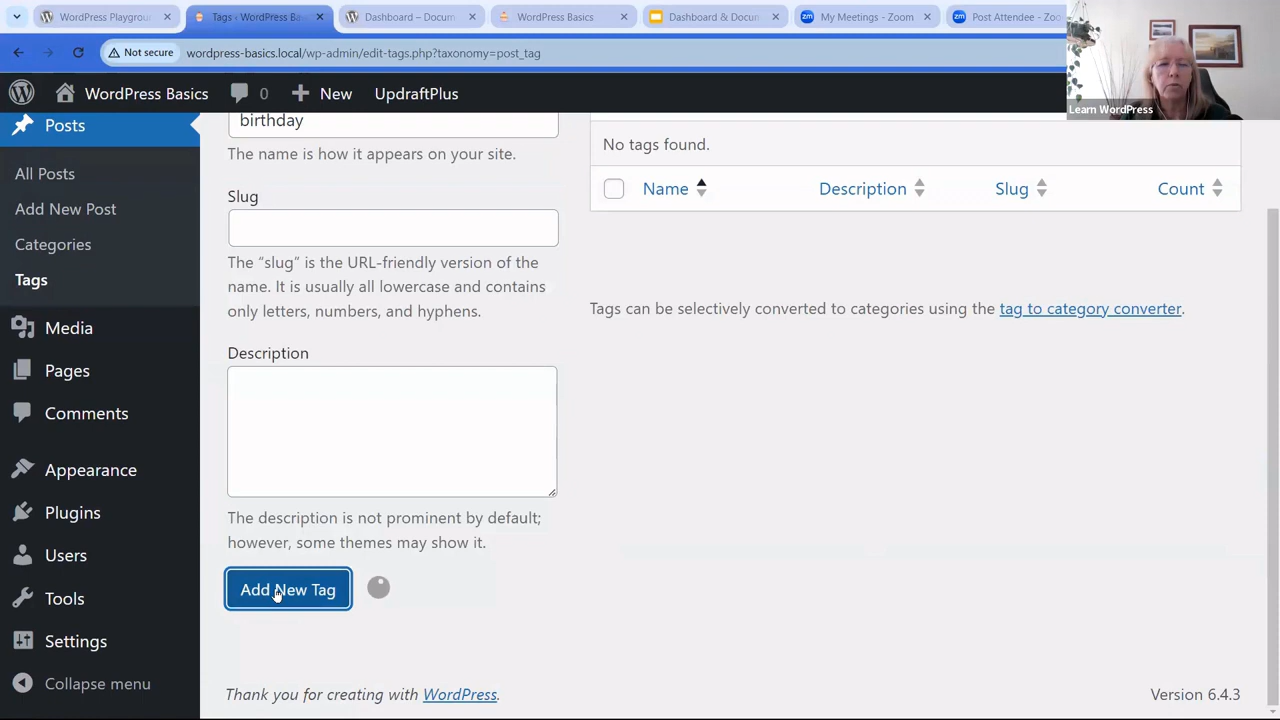 WordPress Playgrou
Tags ‹ WordPress Ba
Dashboard – Docum
WordPress Basics
Dashboard & Docun
My Meetings - Zoom
Post Attendee - Zoo
Not secure
wordpress-basics.local/wp-admin/edit-tags.php?taxonomy=post_tag
Learn WordPress
WordPress Basics
0
New
UpdraftPlus
Posts
All Posts
Add New Post
Categories
Tags
Media
Pages
Comments
Appearance
Plugins
Users
Tools
Settings
Collapse menu
birthday
The name is how it appears on your site.
Slug
The “slug” is the URL-friendly version of the
name. It is usually all lowercase and contains
only letters, numbers, and hyphens.
Description
The description is not prominent by default;
however, some themes may show it.
Add New Tag
No tags found.
Name Description Slug Count
Tags can be selectively converted to categories using the tag to category converter.
Thank you for creating with WordPress.
Version 6.4.3